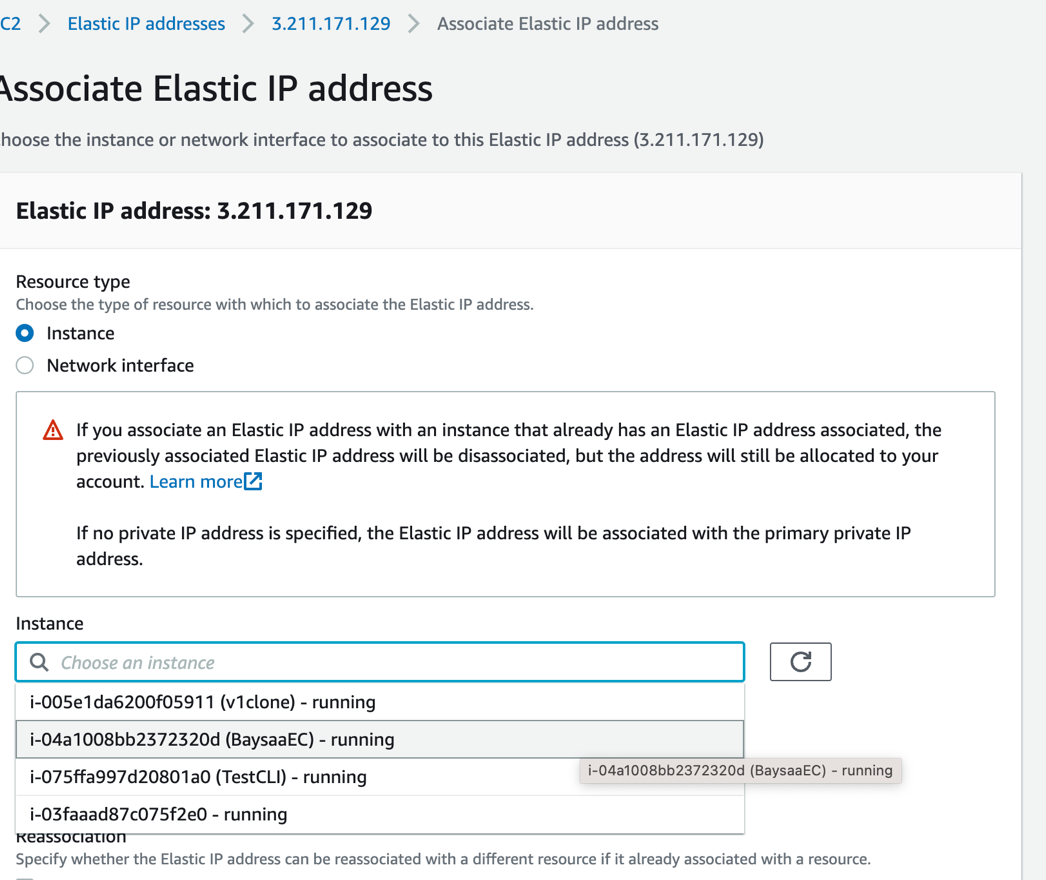 C2 > Elastic IP addresses > 3.211.171.129 > Associate Elastic IP address
Associate Elastic IP address
hoose the instance or network interface to associate to this Elastic IP address (3.211.171.129)
Elastic IP address: 3.211.171.129
Resource type
Choose the type of resource with which to associate the Elastic IP address.
Instance
Network interface
If you associate an Elastic IP address with an instance that already has an Elastic IP address associated, the
previously associated Elastic IP address will be disassociated, but the address will still be allocated to your
account. Learn more
If no private IP address is specified, the Elastic IP address will be associated with the primary private IP
address.
Instance
Choose an instance
i-005e1da6200f05911 (v1clone) - running
i-04a1008bb2372320d (BaysaaEC) - running
i-075ffa997d20801a0 (TestCLI) - running
i-04a1008bb2372320d (BaysaaEC) - running
i-03faaad87c075f2e0 - running
Reassociation
Specify whether the Elastic IP address can be reassociated with a different resource if it already associated with a resource.